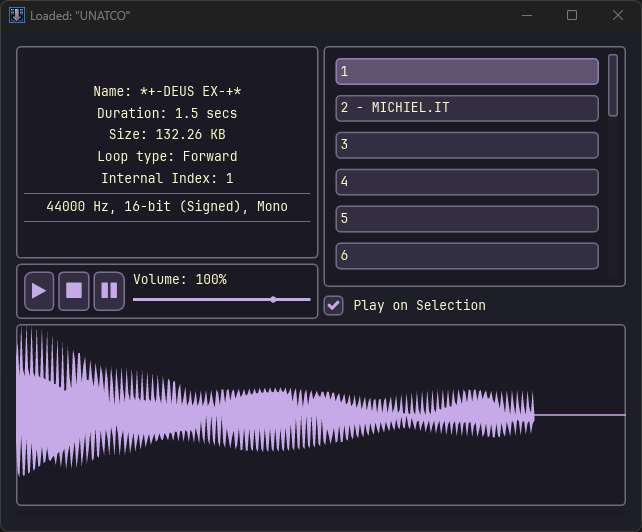 Loaded: "UNATCO"
Name: *+-DEUS EX-+*
Duration: 1.5 secs
Size: 132.26 KB
Loop type: Forward
Internal Index: 1
44000 Hz, 16-bit (Signed), Mono
Volume: 100%
1
2 - MICHIEL.IT
3
4
5
6
Play on Selection